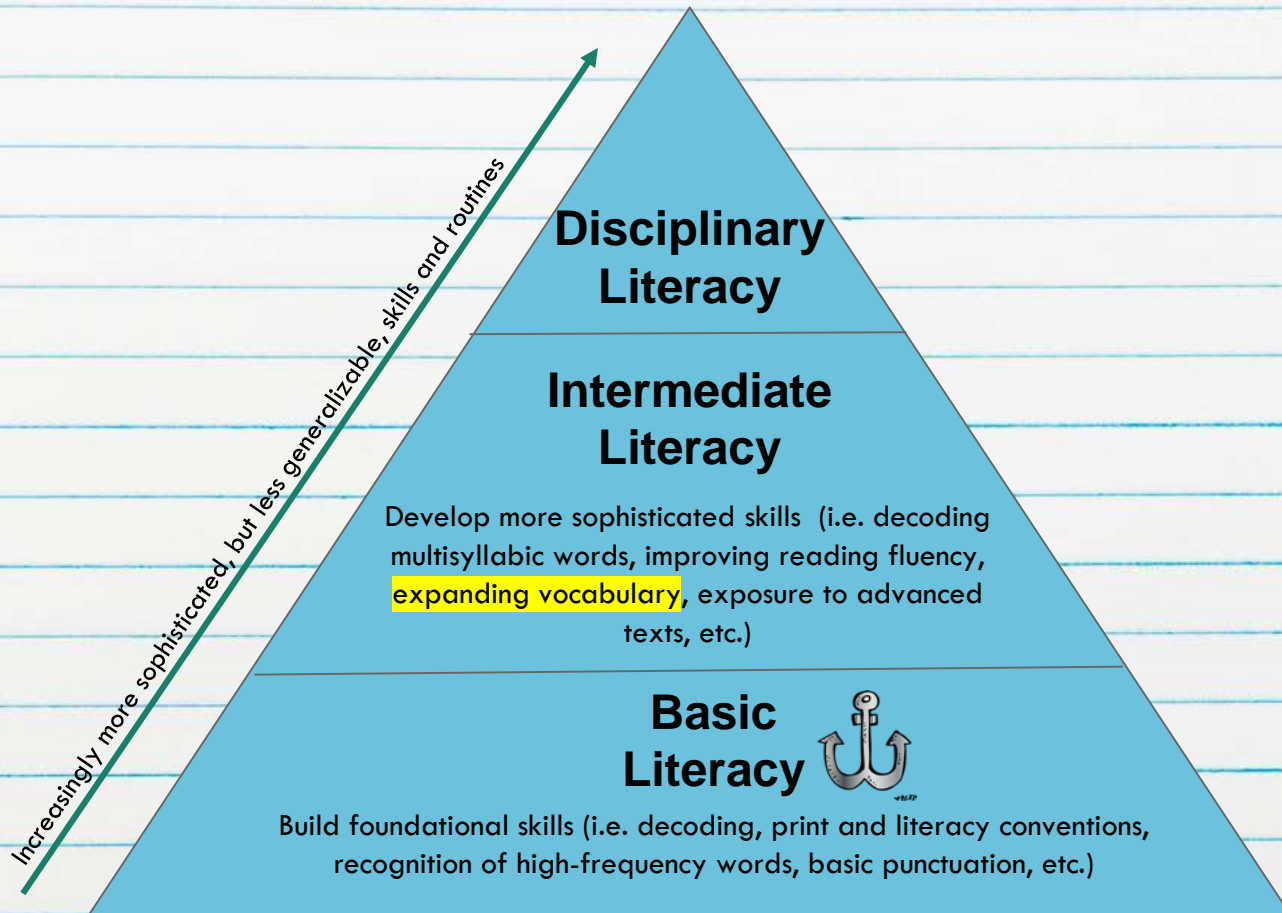 Increasingly more sophisticated, but less generalizable, skills and routines
Disciplinary
Literacy
Intermediate
Literacy
Develop more sophisticated skills (i.e. decoding
multisyllabic words, improving reading fluency,
expanding vocabulary, exposure to advanced
texts, etc.)
Basic
Literacy
Build foundational skills (i.e. decoding, print and literacy conventions,
recognition of high-frequency words, basic punctuation, etc.)